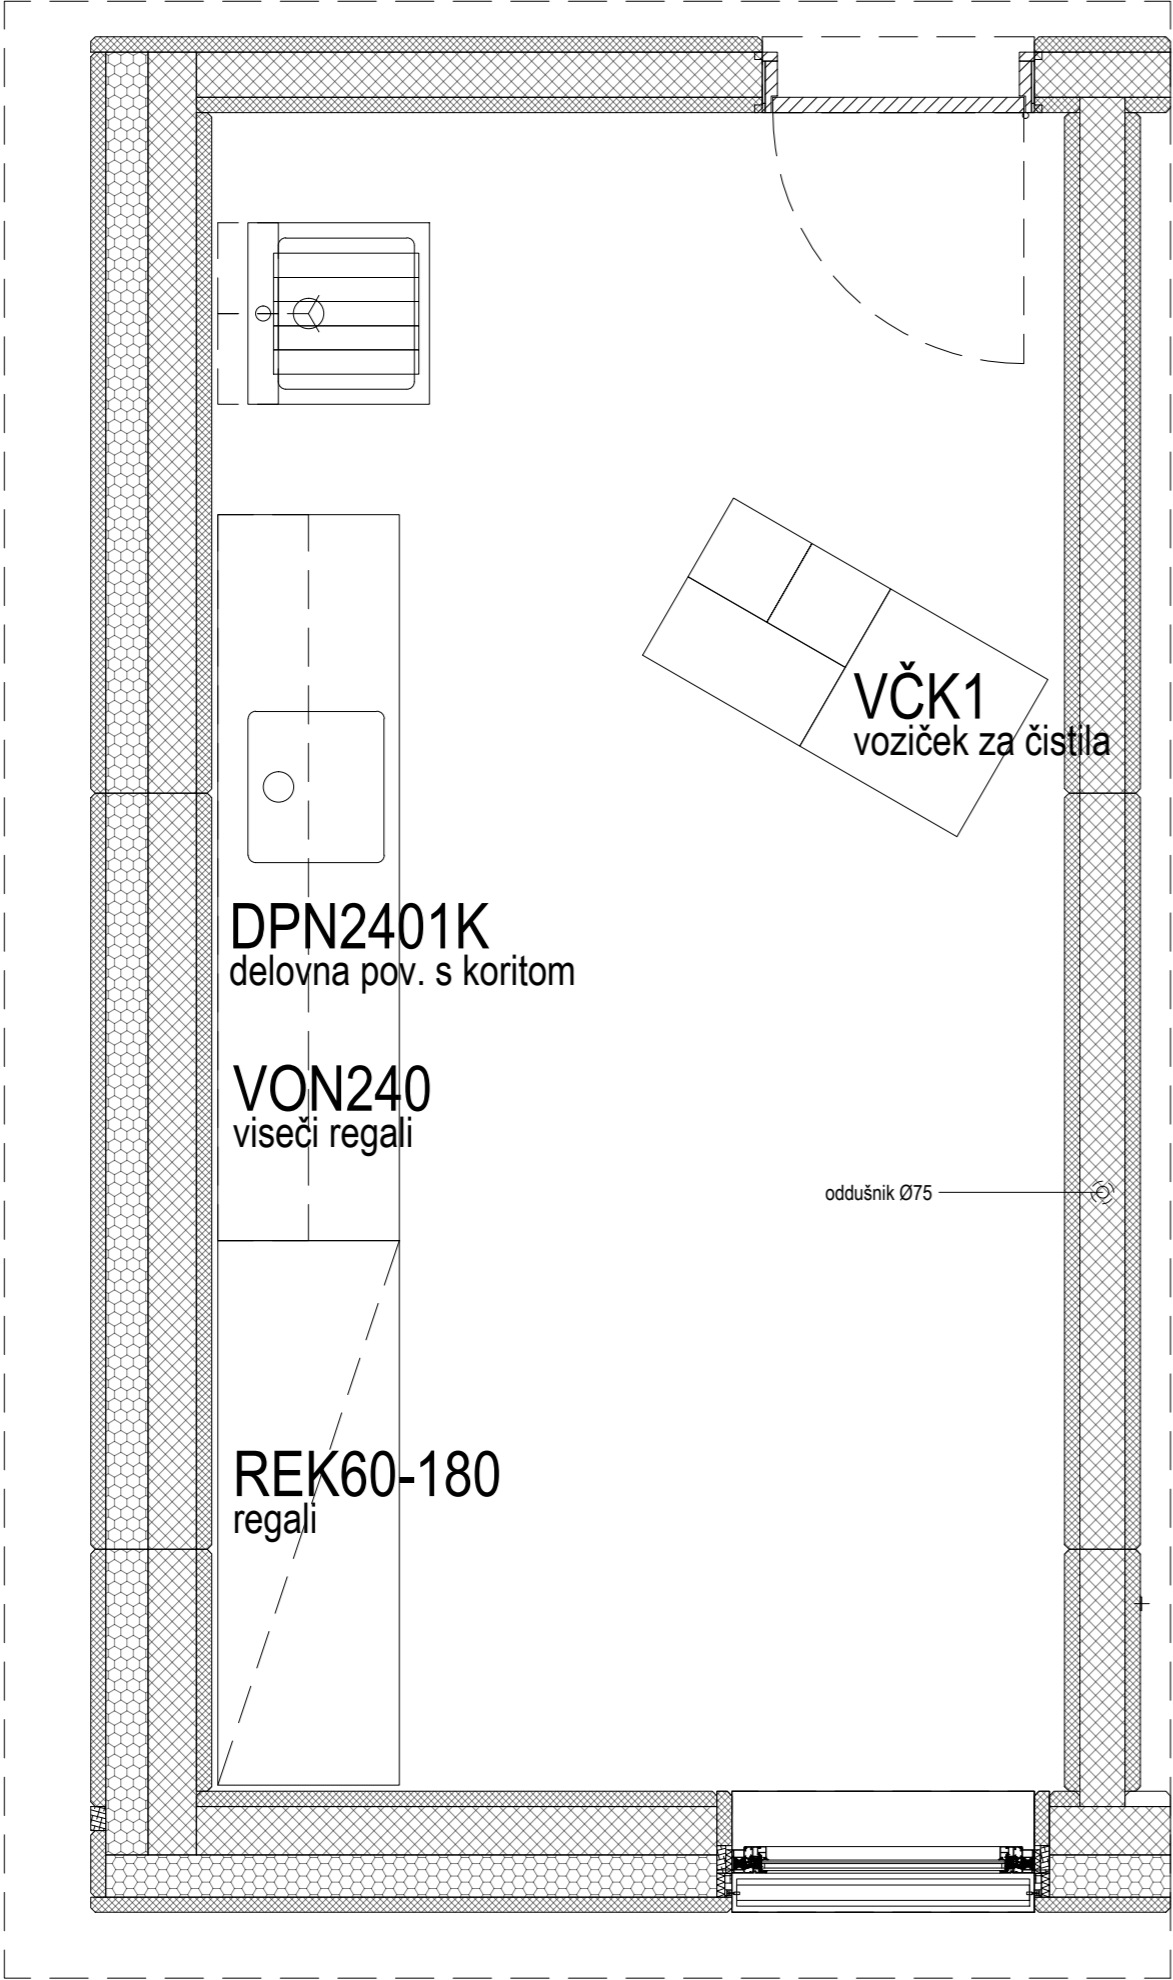 VČK1
voziček za čistila
DPN2401K
delovna pov. s koritom
VON240
viseči regali
oddušnik Ø75
REK60-180
regali